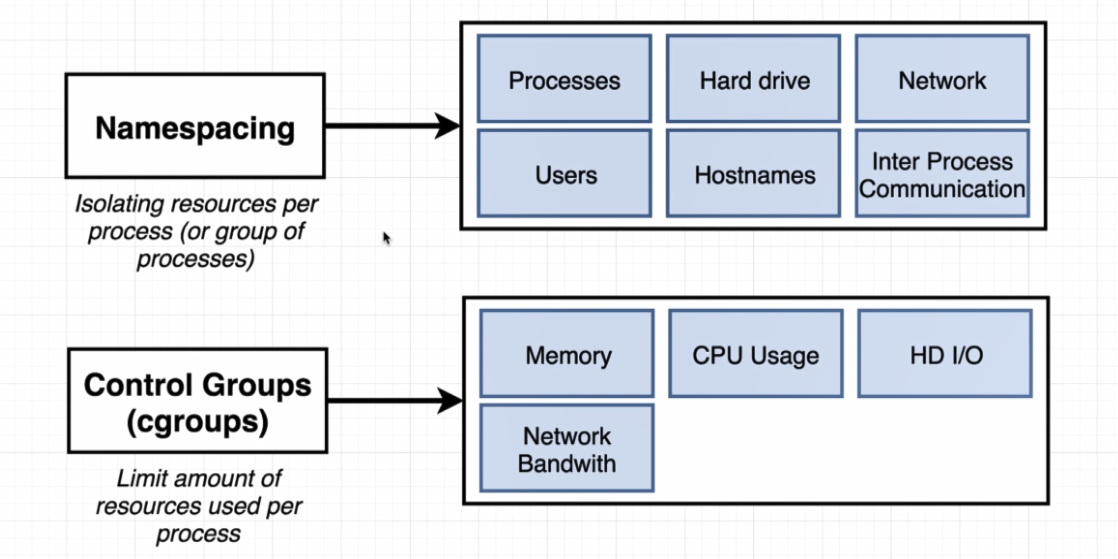 Namespacing
Isolating resources per
process (or group of
processes)
Processes
Hard drive
Network
Users
Hostnames
Inter Process
Communication
Control Groups
(cgroups)
Limit amount of
resources used per
process
Memory
CPU Usage
HD I/O
Network
Bandwith